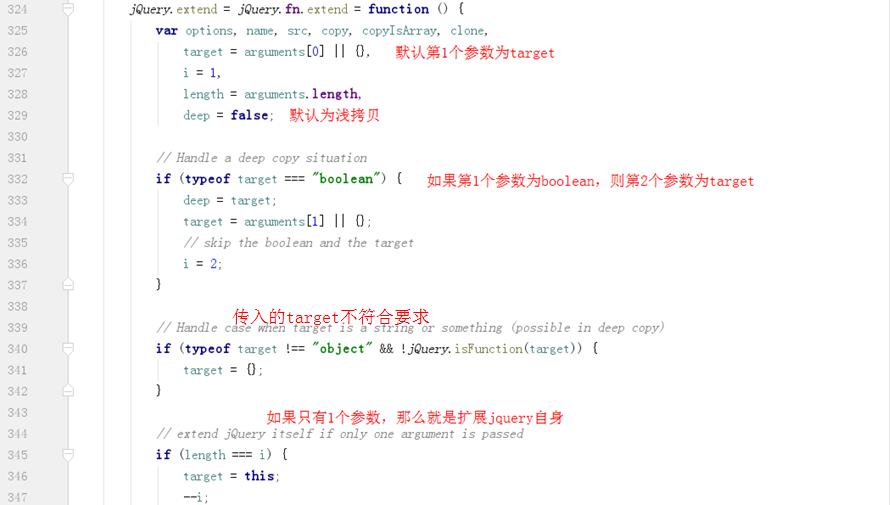 324 jQuery.extend = jQuery.fn.extend = function () {
325 var options, name, src, copy, copyIsArray, clone,
326 target = arguments[0] || {}, 默认第1个参数为target
327 i = 1,
328 length = arguments.length,
329 deep = false; 默认为浅拷贝
330
331 // Handle a deep copy situation
332 if (typeof target === "boolean") { 如果第1个参数为boolean，则第2个参数为target
333 deep = target;
334 target = arguments[1] || {};
335 // skip the boolean and the target
336 i = 2;
337 }
338
传入的target不符合要求
339 // Handle case when target is a string or something (possible in deep copy)
340 if (typeof target !== "object" && !jQuery.isFunction(target)) {
341 target = {};
342 }
343 如果只有1个参数，那么就是扩展jquery自身
344 // extend jQuery itself if only one argument is passed
345 if (length === i) {
346 target = this;
347 --i;